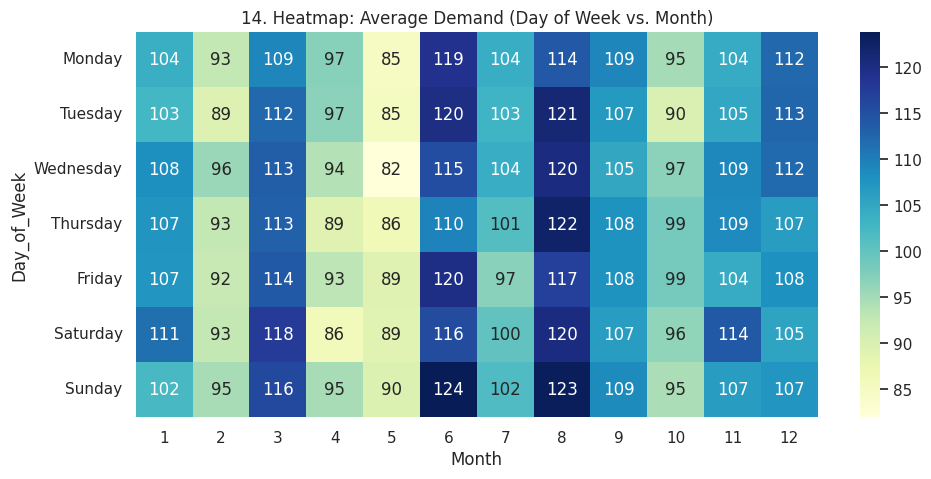 14. Heatmap: Average Demand (Day of Week vs. Month)
Day_of_Week
Monday 104 93 109 97 85 119 104 114 109 95 104 112
Tuesday 103 89 112 97 85 120 103 121 107 90 105 113
Wednesday 108 96 113 94 82 115 104 120 105 97 109 112
Thursday 107 93 113 89 86 110 101 122 108 99 109 107
Friday 107 92 114 93 89 120 97 117 108 99 104 108
Saturday 111 93 118 86 89 116 100 120 107 96 114 105
Sunday 102 95 116 95 90 124 102 123 109 95 107 107
1 2 3 4 5 6 7 8 9 10 11 12
Month
120
115
110
105
100
95
90
85